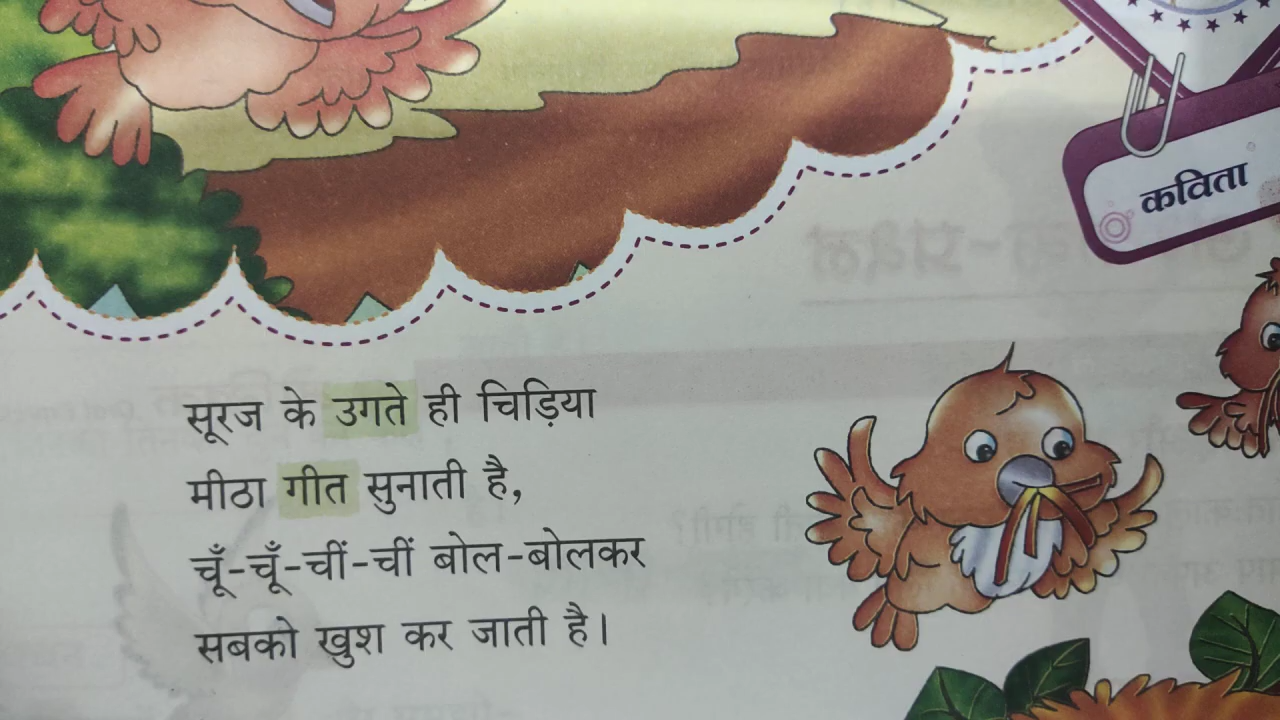 कविता
सूरज के उगते ही चिड़िया
मीठा गीत सुनाती है,
चूँ-चूँ-चीं-चीं बोल-बोलकर
सबको खुश कर जाती है।